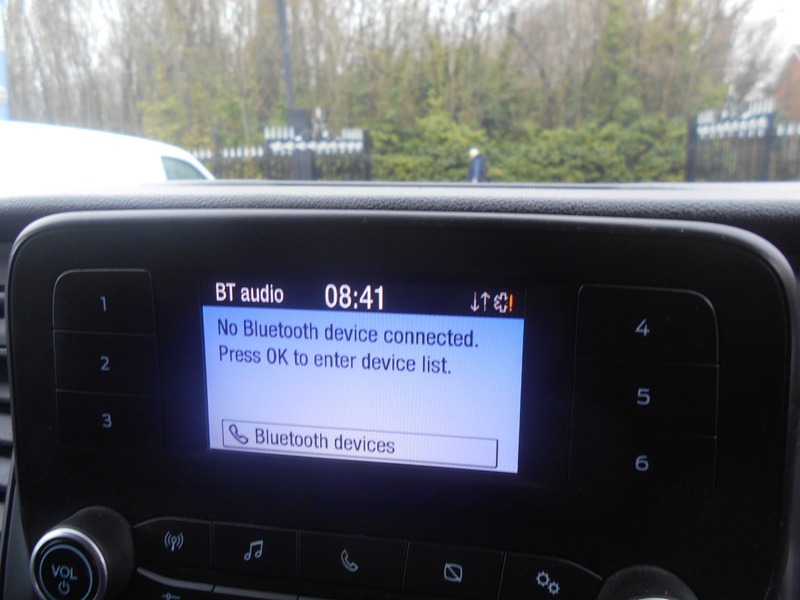 BT audio 08:41
No Bluetooth device connected.
Press OK to enter device list.
Bluetooth devices
1
2
3
4
5
6
VOL